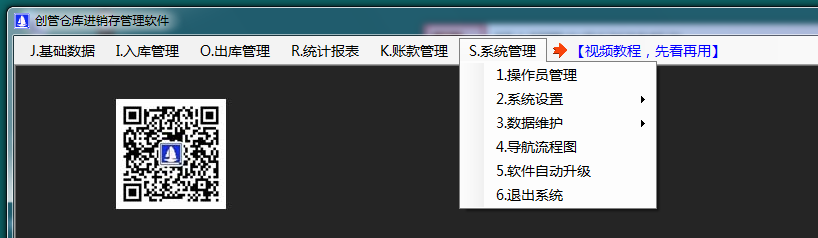 创管仓库进销存管理软件
J.基础数据 I.入库管理 O.出库管理 R.统计报表 K.账款管理 S.系统管理 【视频教程，先看再用】
1.操作员管理
2.系统设置
3.数据维护
4.导航流程图
5.软件自动升级
6.退出系统